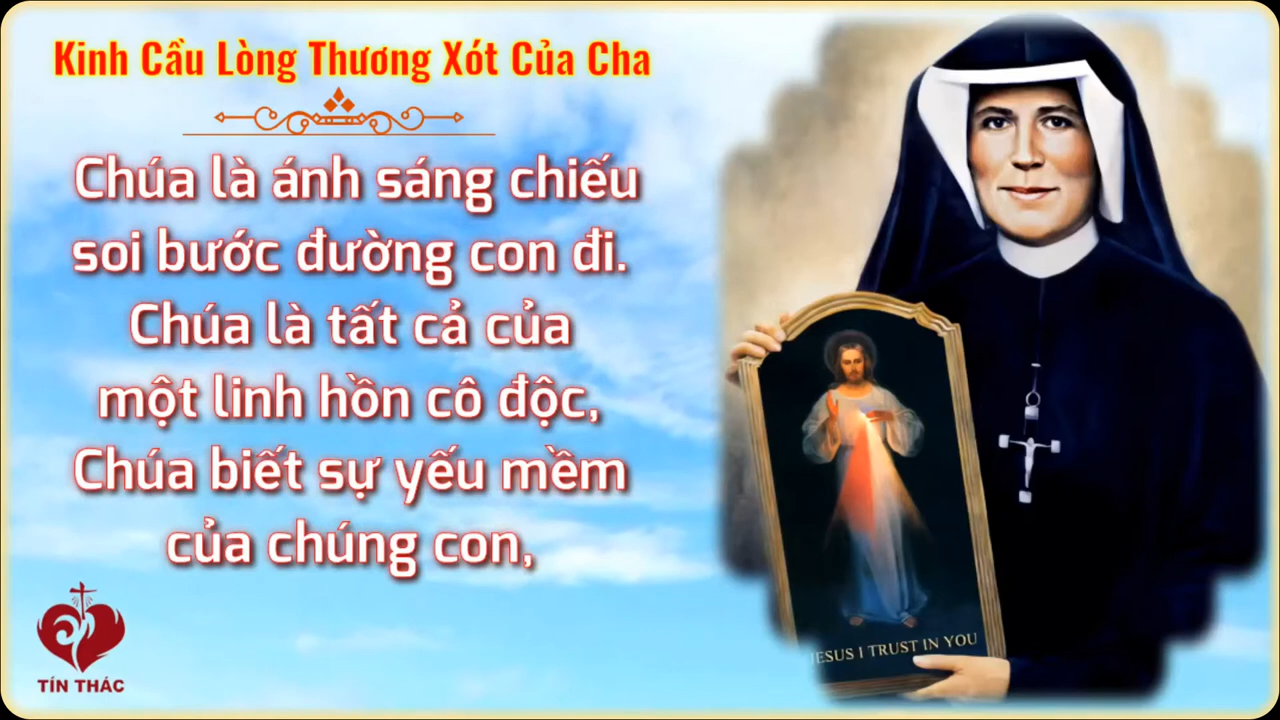 Kinh Cầu Lòng Thương Xót Của Cha
Chúa là ánh sáng chiếu
soi bước đường con đi.
Chúa là tất cả của
một linh hồn cô độc,
Chúa biết sự yếu mềm
của chúng con,
JESUS I TRUST IN YOU
TÍN THÁC